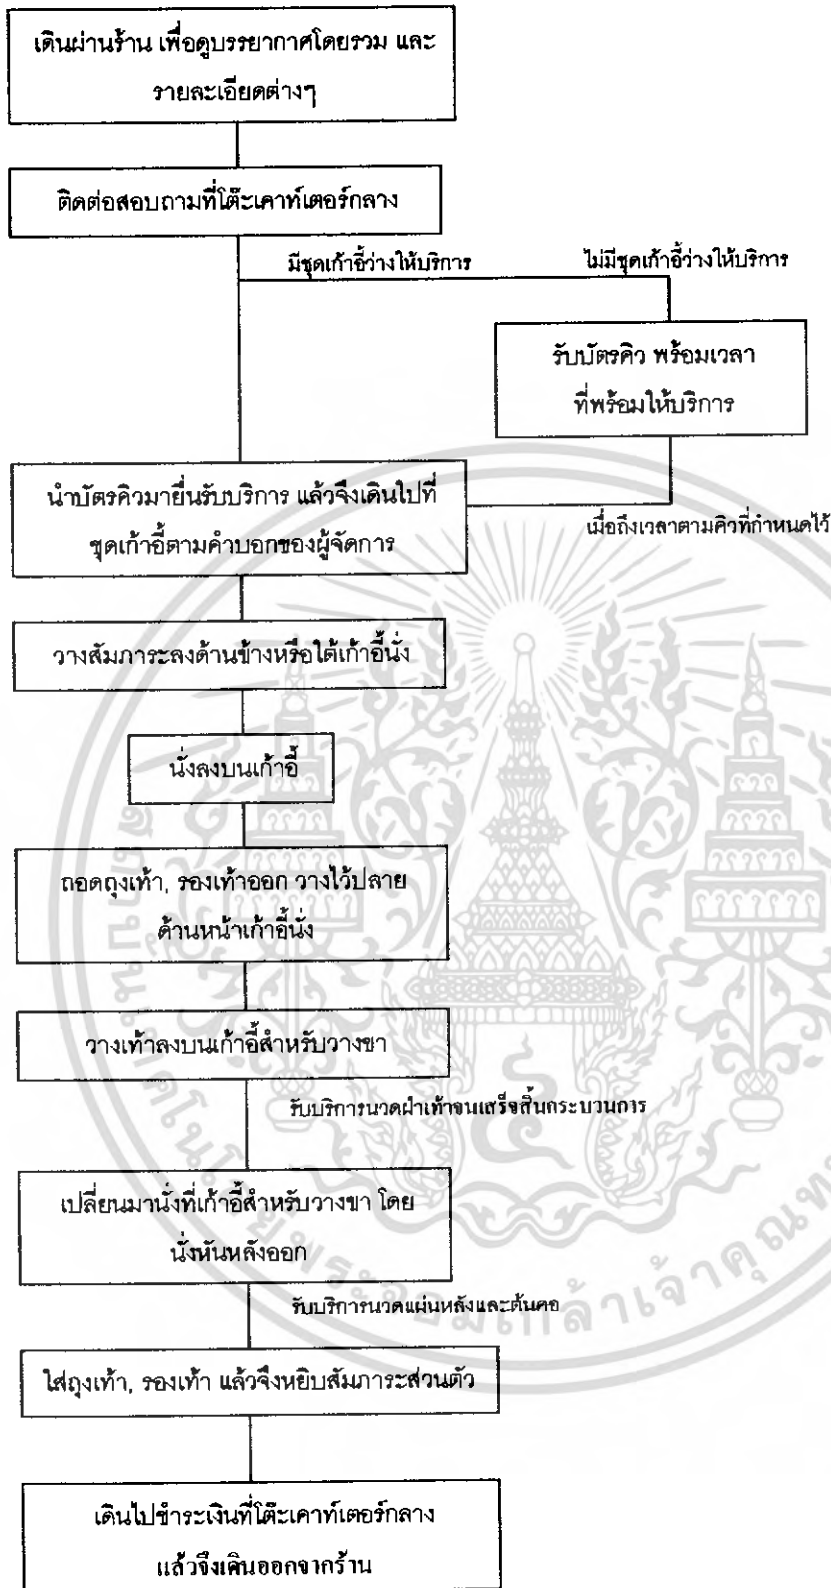 เดินผ่านร้าน เพื่อดูบรรยากาศโดยรวม และ
รายละเอียดต่างๆ
ติดต่อสอบถามที่โต๊ะเคาท์เตอร์กลาง
มีชุดเก้าอี้ว่างให้บริการ
ไม่มีชุดเก้าอี้ว่างให้บริการ
รับบัตรคิว พร้อมเวลา
ที่พร้อมให้บริการ
นำบัตรคิวมายื่นรับบริการ แล้วจึงเดินไปที่
ชุดเก้าอี้ตามคำบอกของผู้จัดการ
เมื่อถึงเวลาตามคิวที่กำหนดไว้
วางสัมภาระลงด้านข้างหรือใต้เก้าอี้นั่ง
นั่งลงบนเก้าอี้
ถอดถุงเท้า, รองเท้าออก วางไว้ปลาย
ด้านหน้าเก้าอี้นั่ง
วางเท้าลงบนเก้าอี้สำหรับวางขา
รับบริการนวดฝ่าเท้าจนเสร็จสิ้นกระบวนการ
เปลี่ยนมานั่งที่เก้าอี้สำหรับวางขา โดย
นั่งหันหลังออก
รับบริการนวดแผ่นหลังและต้นคอ
ใส่ถุงเท้า, รองเท้า แล้วจึงหยิบสัมภาระส่วนตัว
เดินไปชำระเงินที่โต๊ะเคาท์เตอร์กลาง
แล้วจึงเดินออกจากร้าน